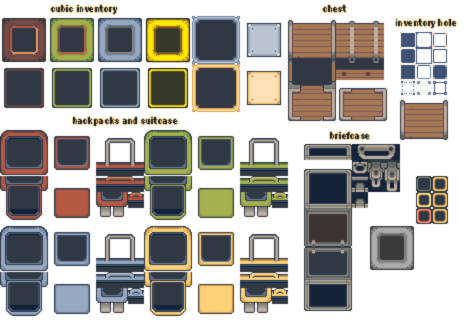 cubic inventory
chest
inventory hole
backpacks and suitcase
briefcase